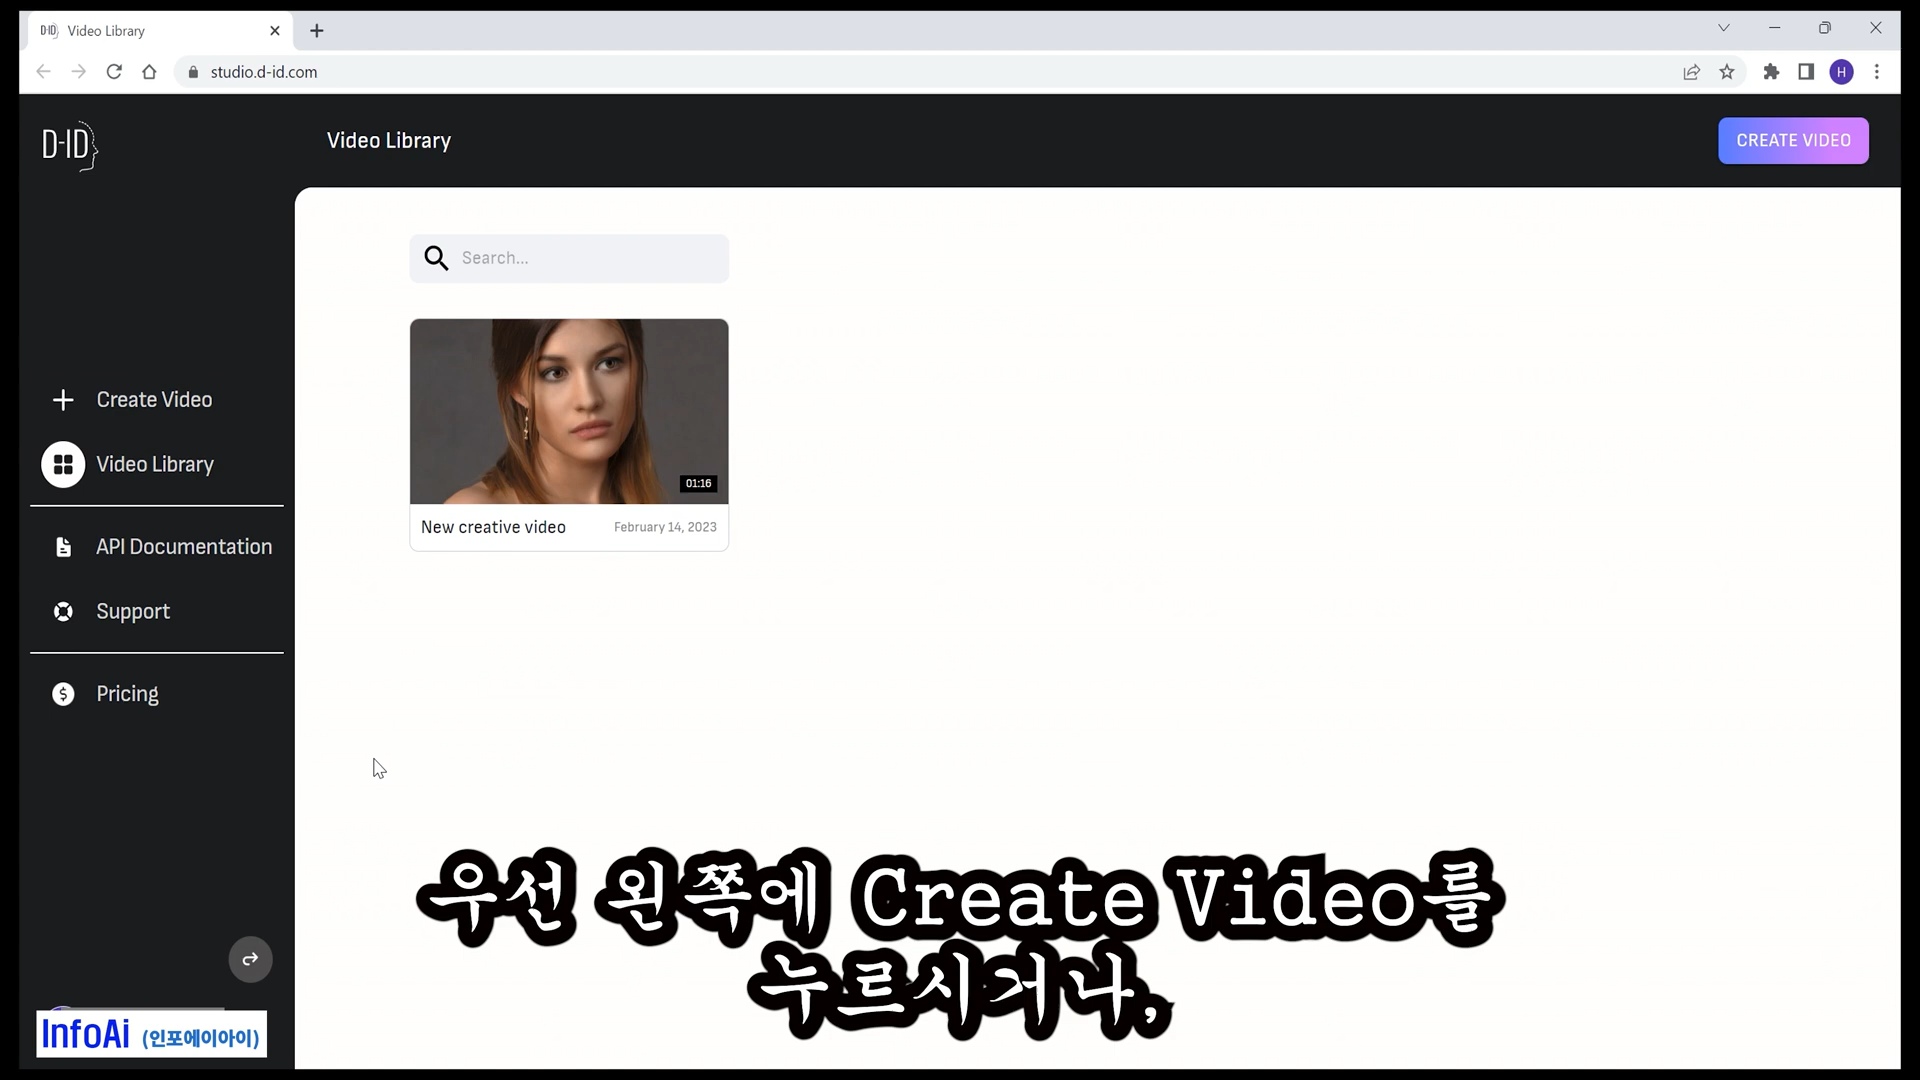 D-ID Video Library
studio.d-id.com
H
D-ID
Video Library
CREATE VIDEO
Search...
01:16
New creative video
February 14, 2023
Create Video
Video Library
API Documentation
Support
Pricing
우선 왼쪽에 Create Video를
누르시거나,
InfoAi (인포에이아이)